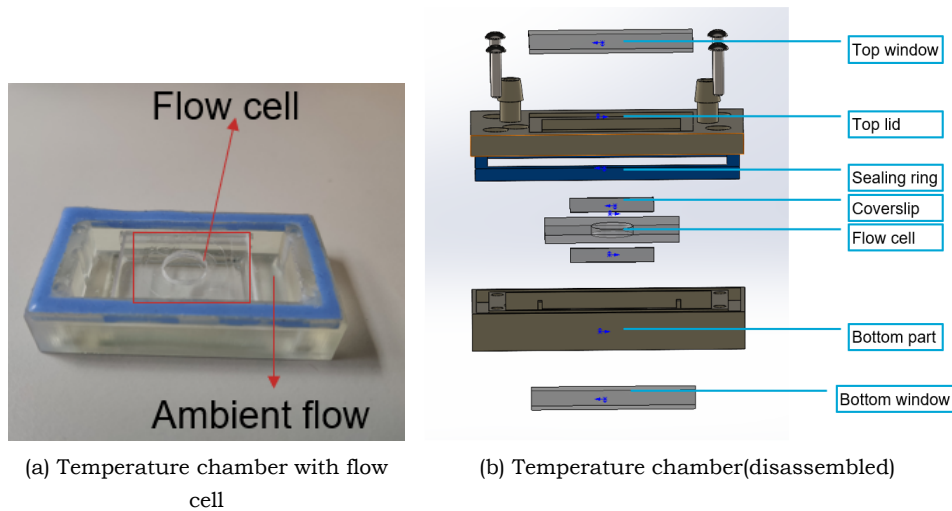 Flow cell
Ambient flow
(a) Temperature chamber with flow
cell
Top window
Top lid
Sealing ring
Coverslip
Flow cell
Bottom part
Bottom window
(b) Temperature chamber(disassembled)